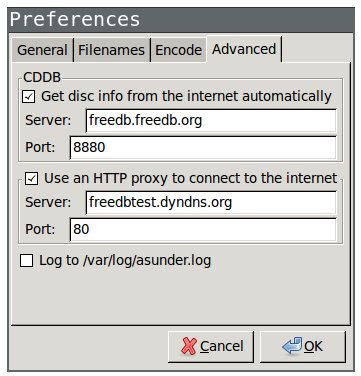 Preferences
General Filenames Encode Advanced
CDDB
Get disc info from the internet automatically
Server: freedb.freedb.org
Port: 8880
Use an HTTP proxy to connect to the internet
Server: freedbtest.dyndns.org
Port: 80
Log to /var/log/asunder.log
Cancel OK